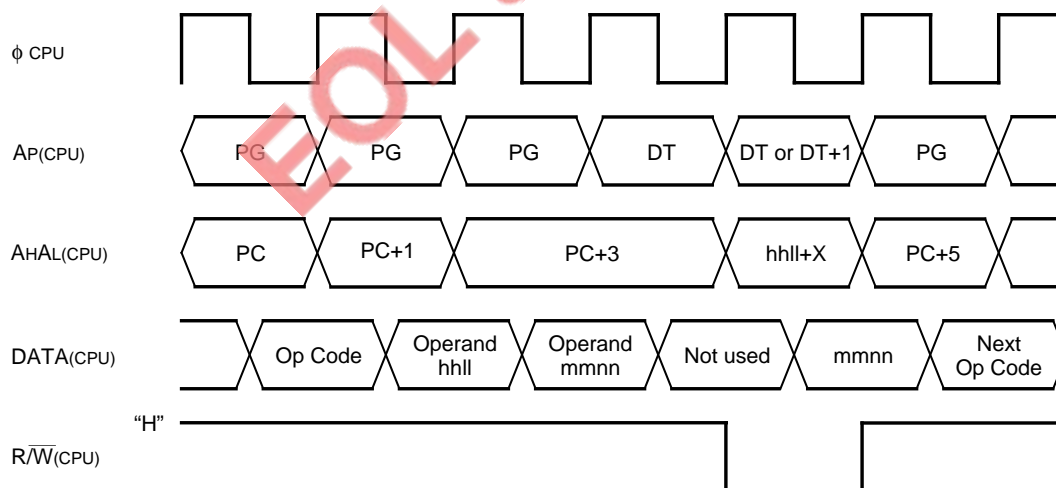 EOL
φ CPU
AP(CPU)
PG
PG
PG
DT
DT or DT+1
PG
AHAL(CPU)
PC
PC+1
PC+3
hhll+X
PC+5
DATA(CPU)
Op Code
Operand
hhll
Operand
mmnn
Not used
mmnn
Next
Op Code
“H”
R/W̅(CPU)